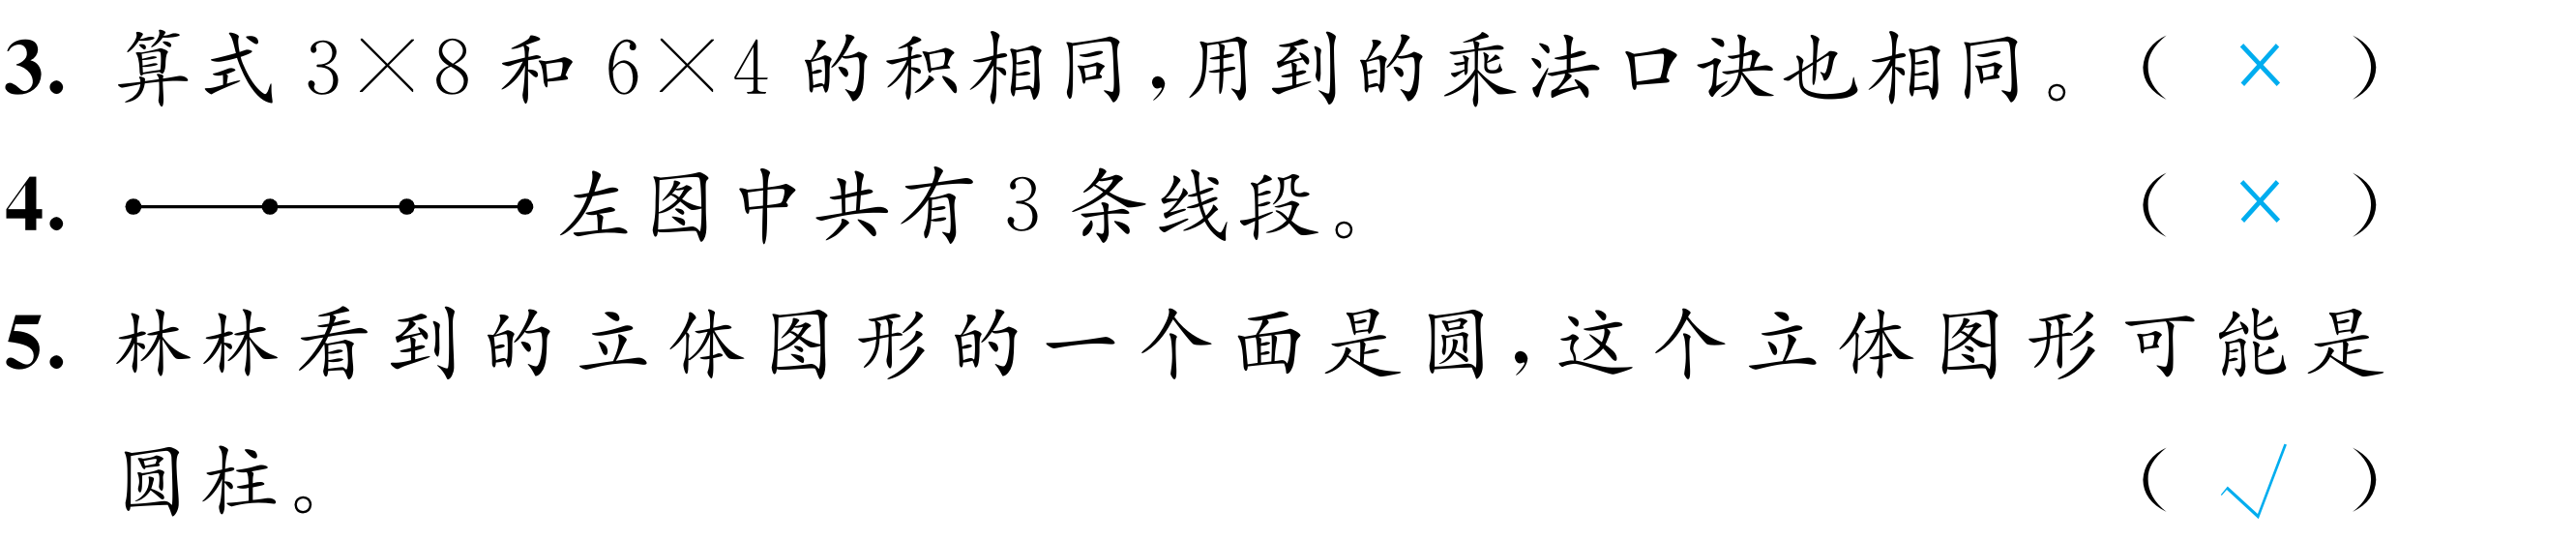 3. 算式 3×8 和 6×4 的积相同,用到的乘法口诀也相同。( × )
4. 左图中共有 3 条线段。( × )
5. 林林看到的立体图形的一个面是圆,这个立体图形可能是
圆柱。( √ )